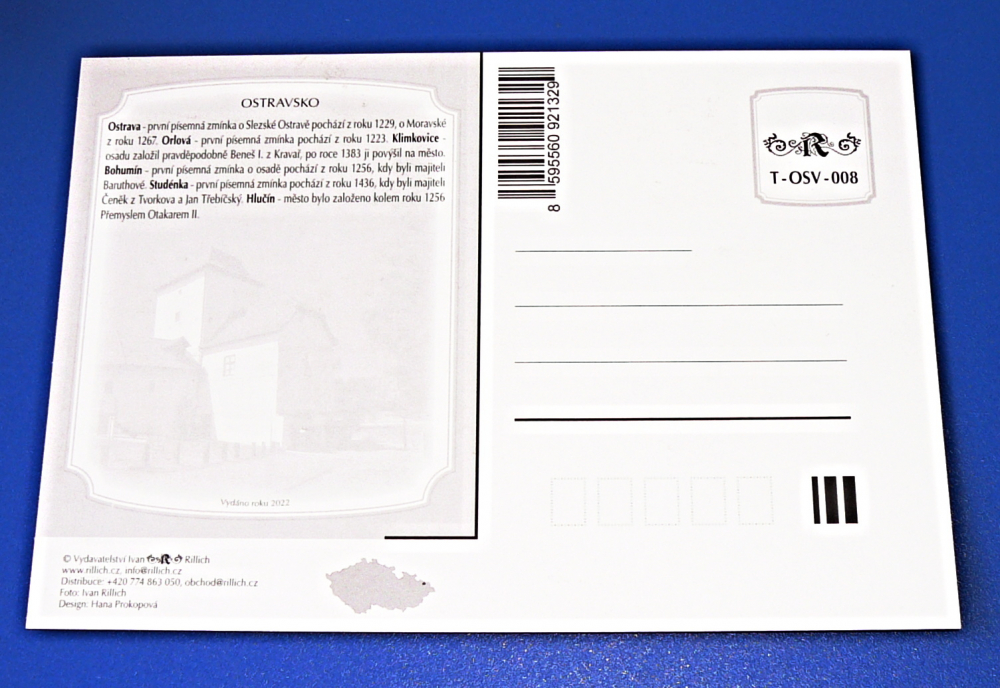 OSTRAVSKO
Ostrava - první písemná zmínka o Slezské Ostravě pochází z roku 1229, o Moravské
z roku 1267. Orlová - první písemná zmínka pochází z roku 1223. Klimkovice -
osadu založil pravděpodobně Beneš I. z Kravař, po roce 1383 ji povýšil na město.
Bohumín - první písemná zmínka o osadě pochází z roku 1256, kdy byli majiteli
Baruthové. Studénka - první písemná zmínka pochází z roku 1436, kdy byli majiteli
Čeněk z Tvorkova a Jan Třebíčský. Hlučín - město bylo založeno kolem roku 1256
Přemyslem Otakarem II.
Vydáno roku 2022
© Vydavatelství Ivan R Rillich
www.rillich.cz, info@rillich.cz
Distribuce: +420 774 863 050, obchod@rillich.cz
Foto: Ivan Rillich
Design: Hana Prokopová
8 595560 921329
R
T-OSV-008